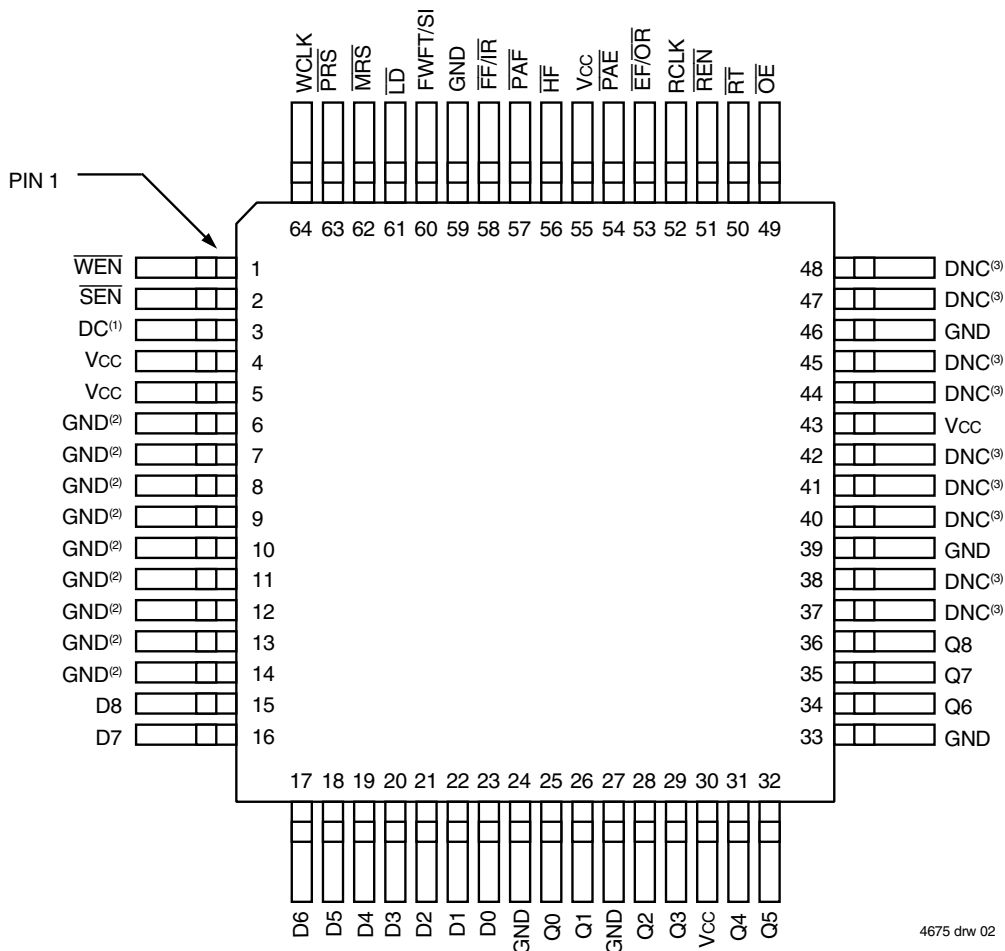 WCLK
PRS
MRS
LD
FWFT/SI
GND
FF/IR
PAF
HF
VCC
PAE
EF/OR
RCLK
REN
RT
OE
PIN 1
64 63 62 61 60 59 58 57 56 55 54 53 52 51 50 49
WEN 1
SEN 2
DC(1) 3
VCC 4
VCC 5
GND(2) 6
GND(2) 7
GND(2) 8
GND(2) 9
GND(2) 10
GND(2) 11
GND(2) 12
GND(2) 13
GND(2) 14
D8 15
D7 16
48 DNC(3)
47 DNC(3)
46 GND
45 DNC(3)
44 DNC(3)
43 VCC
42 DNC(3)
41 DNC(3)
40 DNC(3)
39 GND
38 DNC(3)
37 DNC(3)
36 Q8
35 Q7
34 Q6
33 GND
17 18 19 20 21 22 23 24 25 26 27 28 29 30 31 32
D6
D5
D4
D3
D2
D1
D0
GND
Q0
Q1
GND
Q2
Q3
VCC
Q4
Q5
4675 drw 02